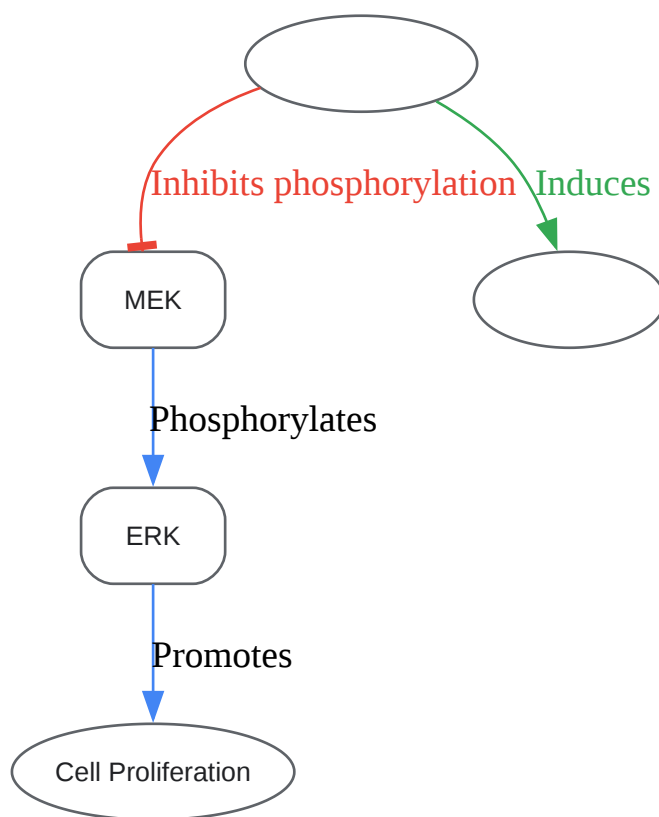 Inhibits phosphorylation
Induces
MEK
Phosphorylates
ERK
Promotes
Cell Proliferation